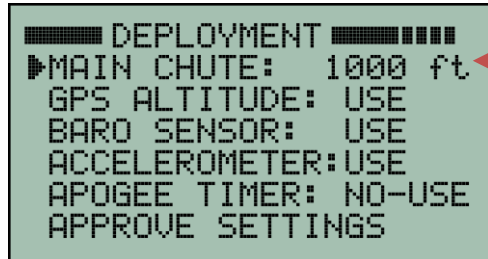 DEPLOYMENT
MAIN CHUTE: 1000 ft
GPS ALTITUDE: USE
BARO SENSOR: USE
ACCELEROMETER:USE
APOGEE TIMER: NO-USE
APPROVE SETTINGS